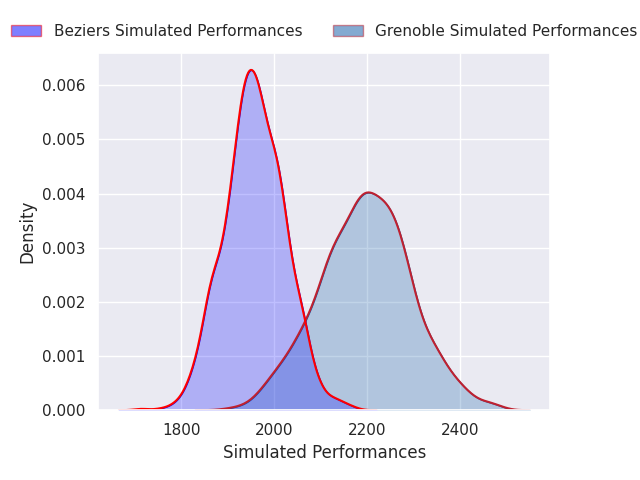 Beziers Simulated Performances Grenoble Simulated Performances
0.006
0.005
0.004
0.003
0.002
0.001
0.000
Density
1800 2000 2200 2400
Simulated Performances